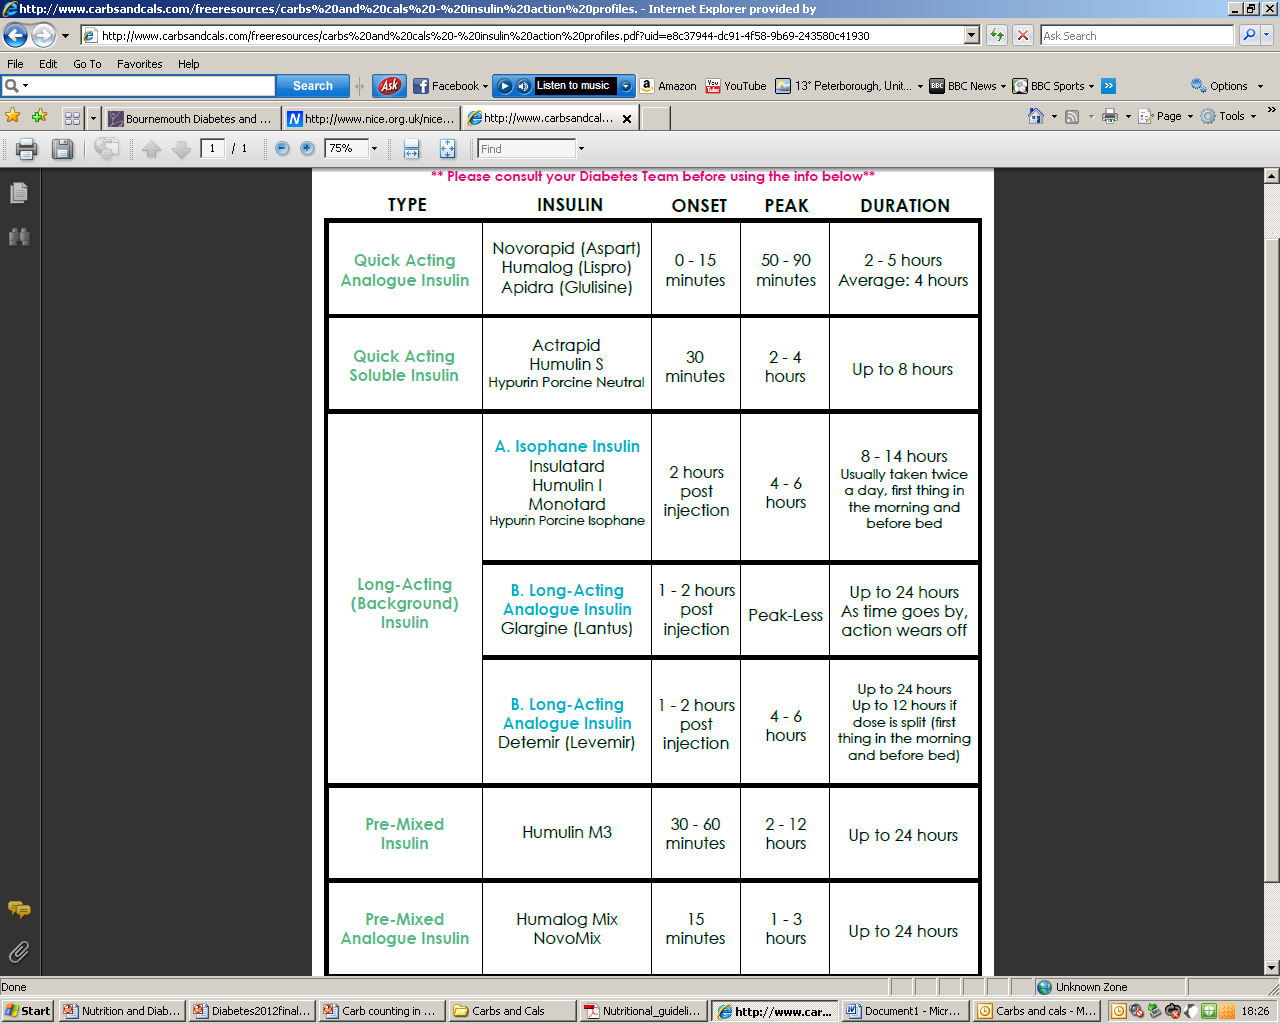 http://www.carbsandcals.com/freeresources/carbs%20and%20cals%20-%20insulin%20action%20profiles. - Internet Explorer provided by
http://www.carbsandcals.com/freeresources/carbs%20and%20cals%20-%20insulin%20action%20profiles.pdf?uid=e8c37944-dc91-4f58-9b69-243580c41930
Ask Search
File Edit Go To Favorites Help
Search Ask Facebook Listen to music Amazon YouTube 13° Peterborough, Unit... BBC News BBC Sports Options
Bournemouth Diabetes and ... http://www.nice.org.uk/nice... http://www.carbsandcal... Page Tools
1 / 1 75% Find
** Please consult your Diabetes Team before using the info below**
TYPE INSULIN ONSET PEAK DURATION
Quick Acting
Analogue Insulin
Novorapid (Aspart)
Humalog (Lispro)
Apidra (Glulisine)
0 - 15
minutes
50 - 90
minutes
2 - 5 hours
Average: 4 hours
Quick Acting
Soluble Insulin
Actrapid
Humulin S
Hypurin Porcine Neutral
30
minutes
2 - 4
hours
Up to 8 hours
Long-Acting
(Background)
Insulin
A. Isophane Insulin
Insulatard
Humulin I
Monotard
Hypurin Porcine Isophane
2 hours
post
injection
4 - 6
hours
8 - 14 hours
Usually taken twice
a day, first thing in
the morning and
before bed
B. Long-Acting
Analogue Insulin
Glargine (Lantus)
1 - 2 hours
post
injection
Peak-Less
Up to 24 hours
As time goes by,
action wears off
B. Long-Acting
Analogue Insulin
Detemir (Levemir)
1 - 2 hours
post
injection
4 - 6
hours
Up to 24 hours
Up to 12 hours if
dose is split (first
thing in the morning
and before bed)
Pre-Mixed
Insulin
Humulin M3
30 - 60
minutes
2 - 12
hours
Up to 24 hours
Pre-Mixed
Analogue Insulin
Humalog Mix
NovoMix
15
minutes
1 - 3
hours
Up to 24 hours
Done Unknown Zone
Start Nutrition and Diab... Diabetes2012final... Carb counting in ... Carbs and Cals Nutritional_guideli... http://www.car... Document1 - Micr... Carbs and cals - M... 18:26